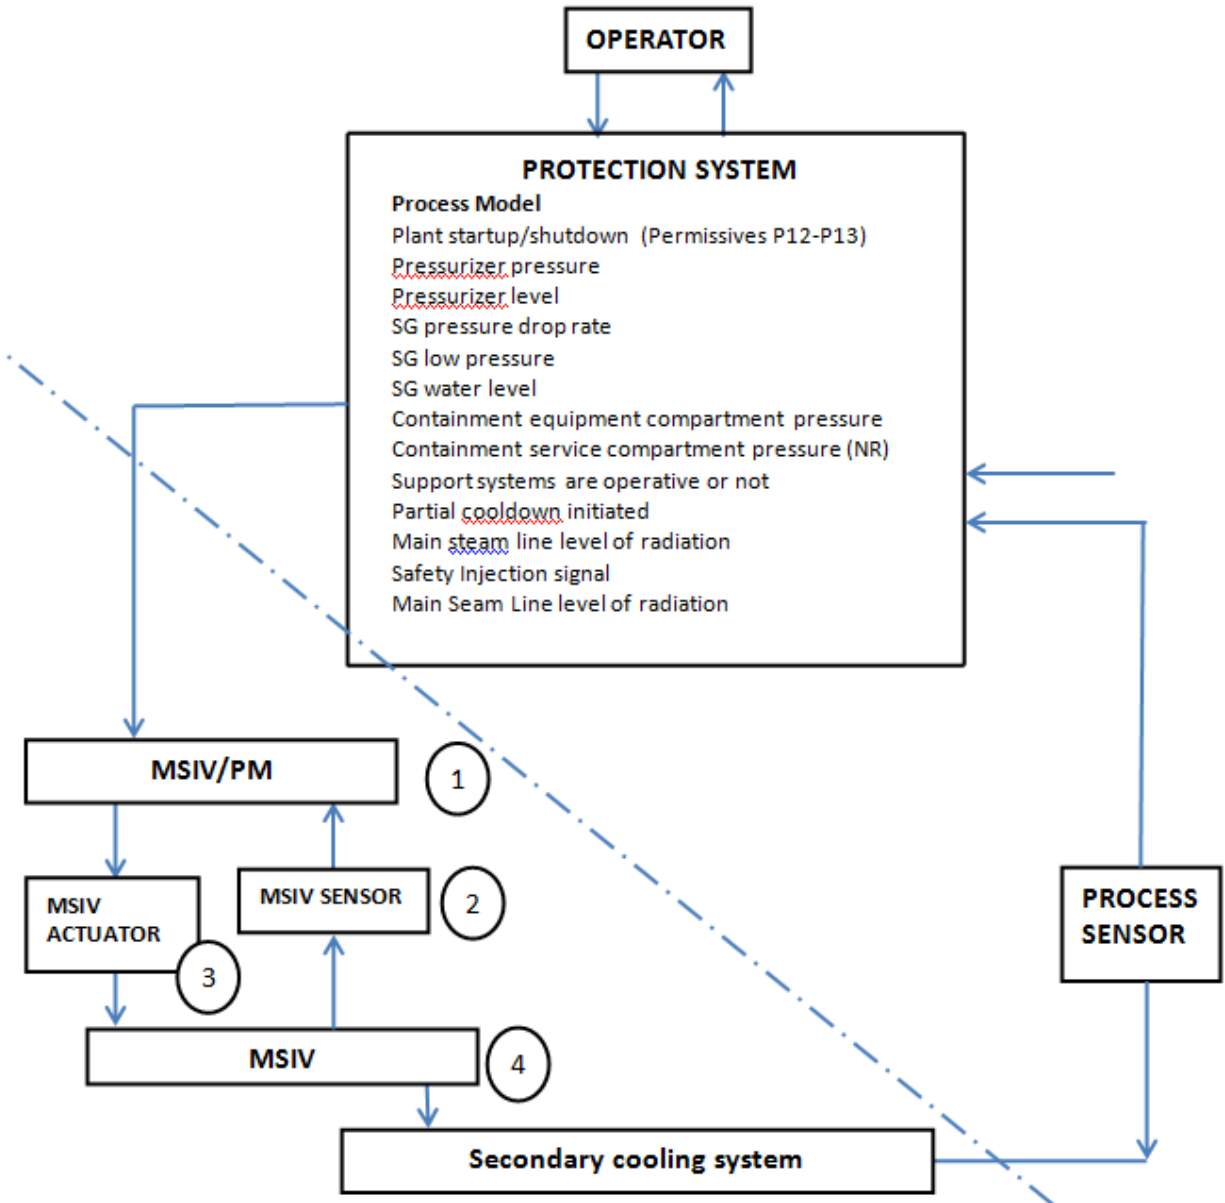 OPERATOR
PROTECTION SYSTEM
Process Model
Plant startup/shutdown (Permissives P12-P13)
Pressurizer pressure
Pressurizer level
SG pressure drop rate
SG low pressure
SG water level
Containment equipment compartment pressure
Containment service compartment pressure (NR)
Support systems are operative or not
Partial cooldown initiated
Main steam line level of radiation
Safety Injection signal
Main Seam Line level of radiation
MSIV/PM
1
MSIV
ACTUATOR
3
MSIV SENSOR
2
PROCESS
SENSOR
MSIV
4
Secondary cooling system